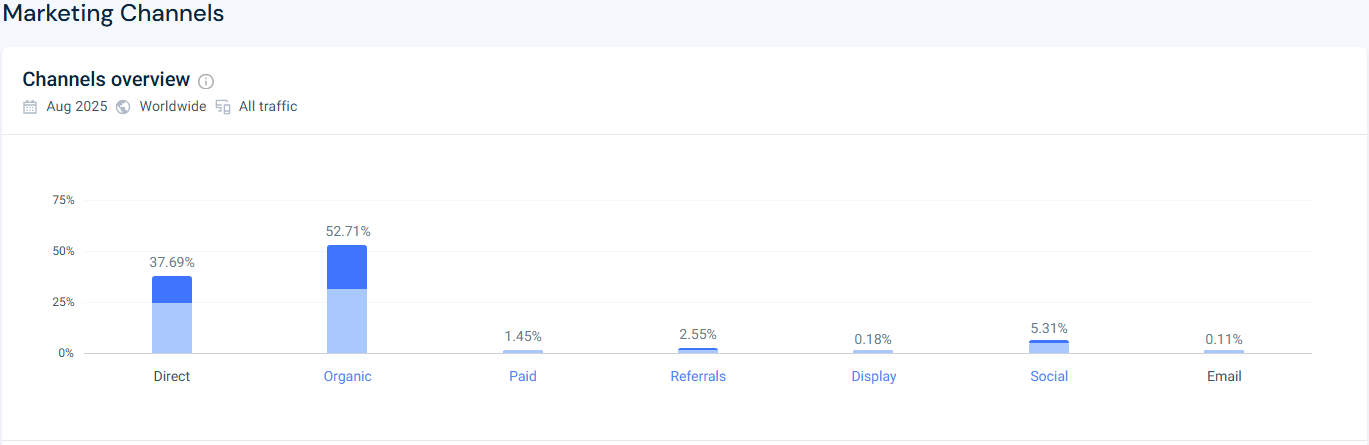 Marketing Channels
Channels overview
Aug 2025 Worldwide All traffic
75%
50%
25%
0%
37.69%
52.71%
1.45%
2.55%
0.18%
5.31%
0.11%
Direct Organic Paid Referrals Display Social Email